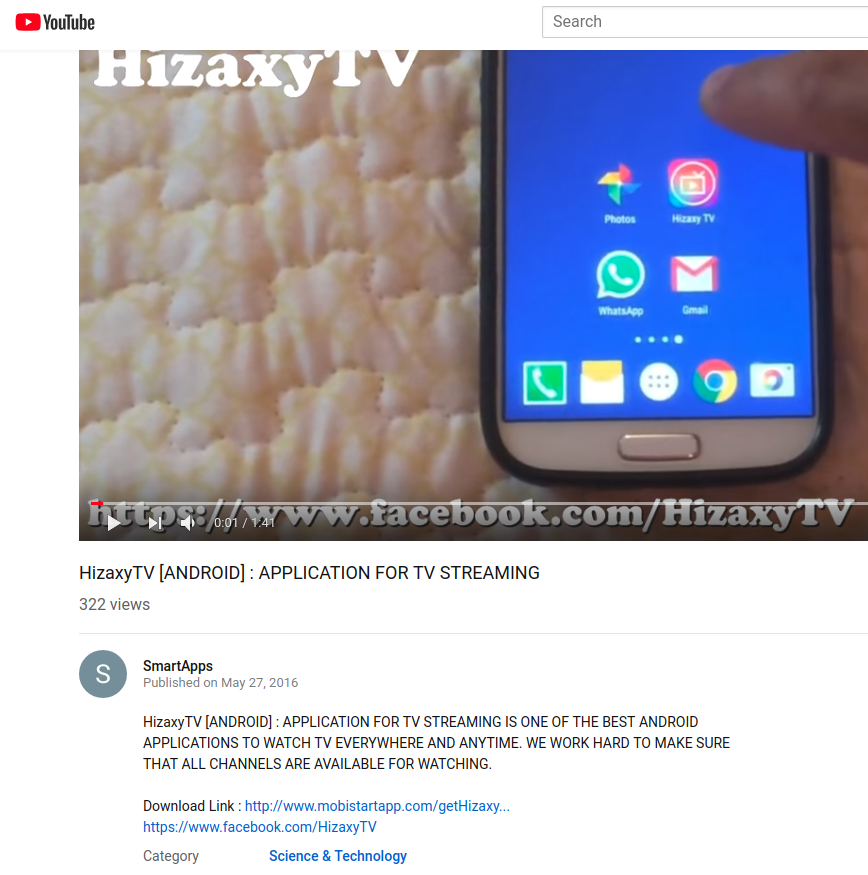 YouTube
Search
HizaxyTV
Photos
Hizaxy TV
WhatsApp
Gmail
https://www.facebook.com/HizaxyTV
0:01 / 1:41
HizaxyTV [ANDROID] : APPLICATION FOR TV STREAMING
322 views
S
SmartApps
Published on May 27, 2016
HizaxyTV [ANDROID] : APPLICATION FOR TV STREAMING IS ONE OF THE BEST ANDROID
APPLICATIONS TO WATCH TV EVERYWHERE AND ANYTIME. WE WORK HARD TO MAKE SURE
THAT ALL CHANNELS ARE AVAILABLE FOR WATCHING.
Download Link : http://www.mobistartapp.com/getHizaxy...
https://www.facebook.com/HizaxyTV
Category Science & Technology